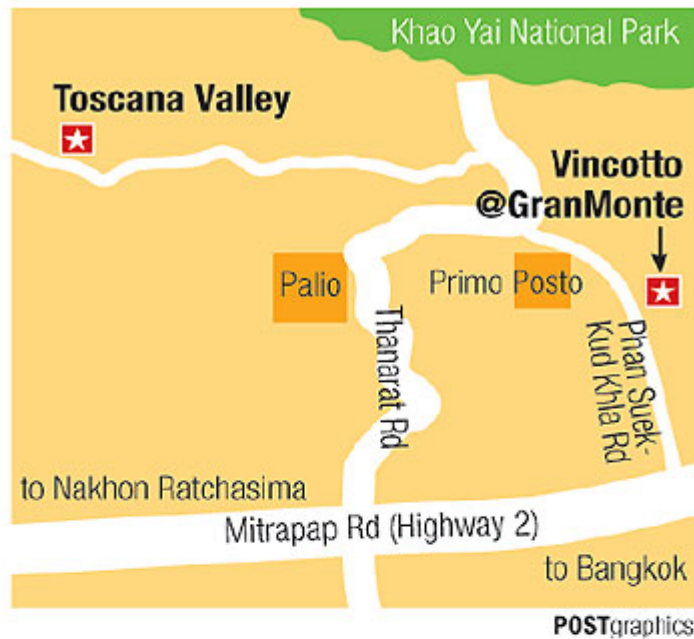 Khao Yai National Park
Toscana Valley
Vincotto
@GranMonte
Palio
Primo Posto
Thanarat Rd
Phan Suek-
Kud Khla Rd
to Nakhon Ratchasima
Mitrapap Rd (Highway 2)
to Bangkok
POSTgraphics